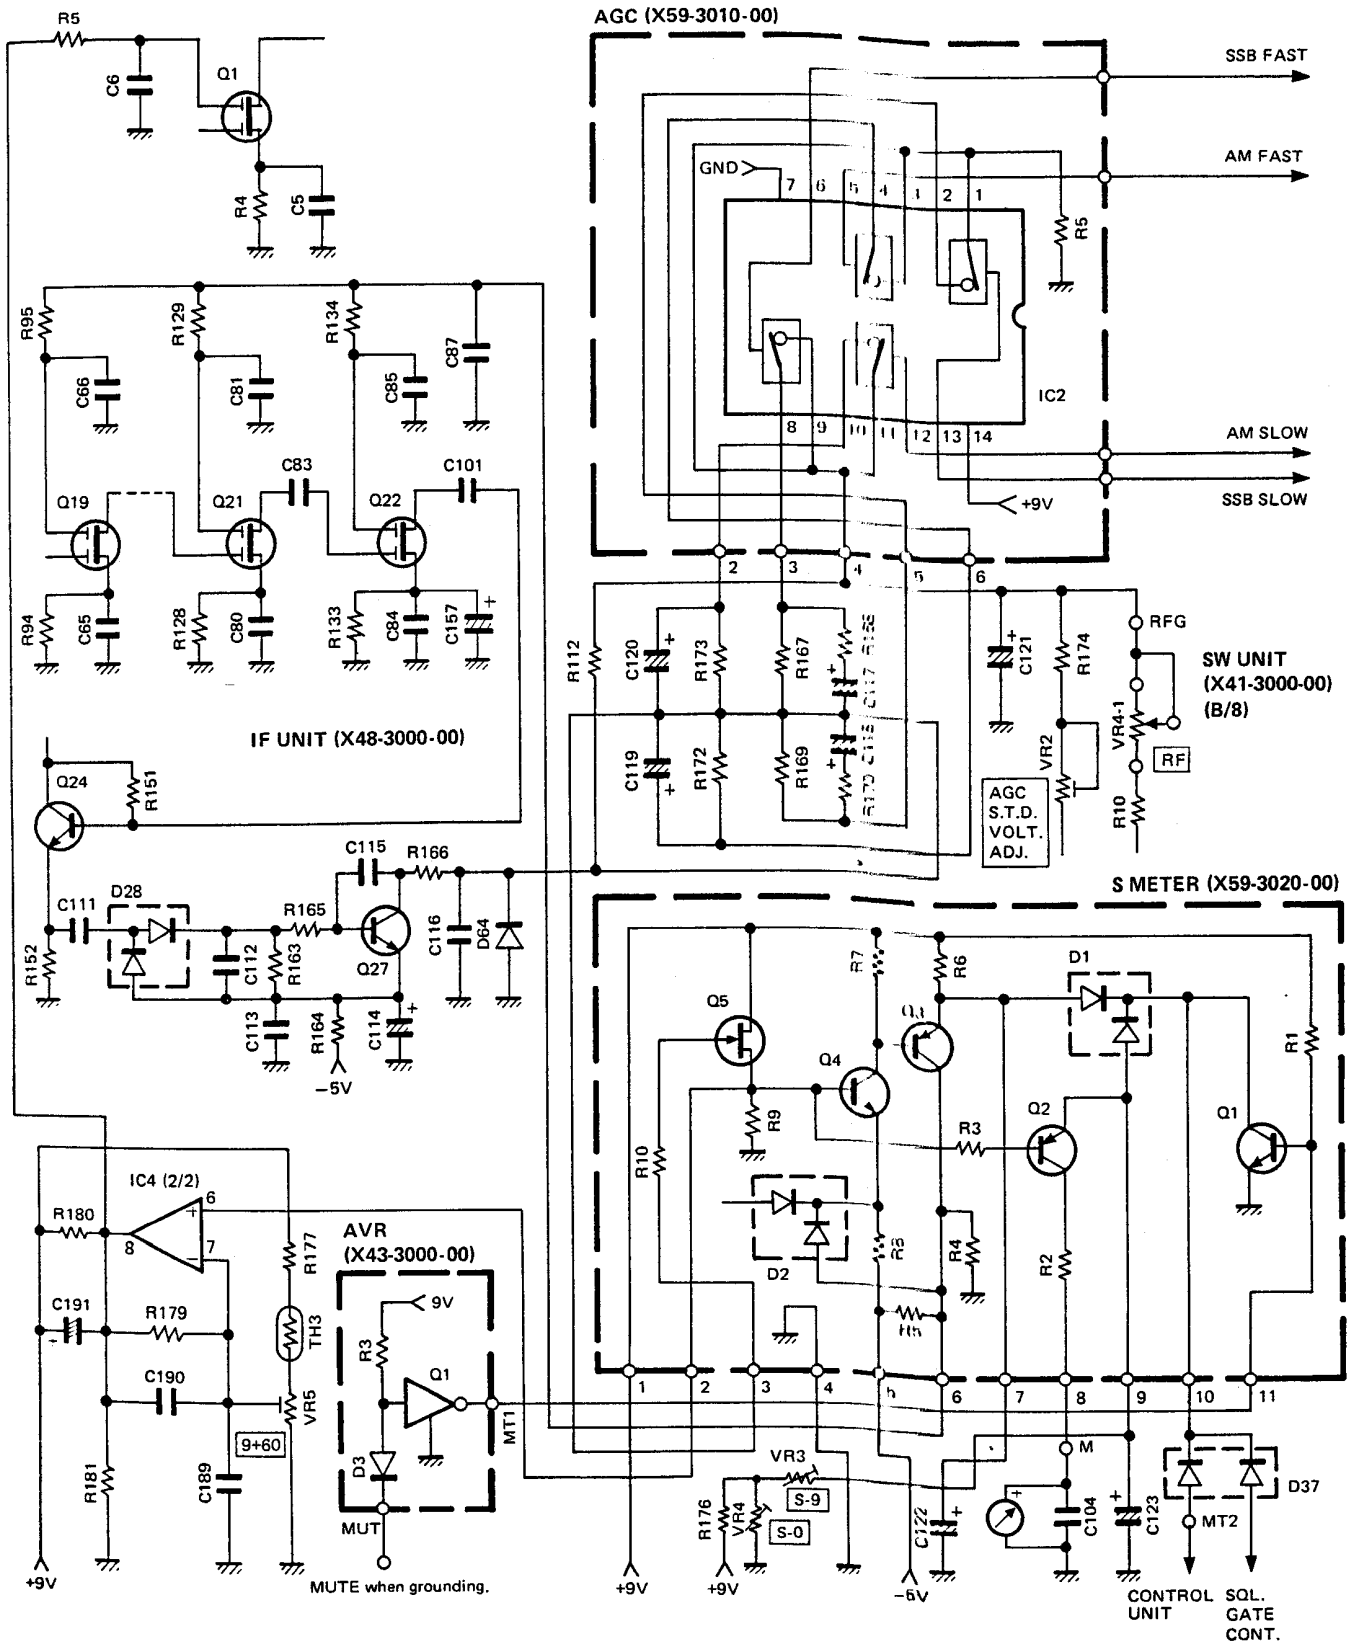 AGC (X59-3010-00)
R5
C6
Q1
R4
C5
SSB FAST
AM FAST
GND
7 6 5 4 3 2 1
R5
IC2
8 9 10 11 12 13 14
+9V
AM SLOW
SSB SLOW
2 3 4 5 6
R95
R129
R134
C66
C81
C85
C87
C83
C101
Q19
Q21
Q22
R94
C65
R128
C80
R133
C84
C157
+
IF UNIT (X48-3000-00)
R112
C120
+
R173
R167
R168
+
C117
C119
+
R172
R169
C118
+
R170
C121
+
R174
RFG
SW UNIT
(X41-3000-00)
(B/8)
VR2
VR4-1
RF
R10
AGC
S.T.D.
VOLT.
ADJ.
Q24
R151
C111
D28
R152
C112
R163
R165
C115
R166
Q27
C116
D64
C113
R164
C114
+
-5V
S METER (X59-3020-00)
R7
R6
D1
Q5
Q3
Q4
R1
R9
R10
R3
Q2
Q1
D2
R8
R4
R2
R5
1 2 3 4 5 6 7 8 9 10 11
IC4 (2/2)
R180
8
6
+
7
−
R177
C191
+
R179
TH3
C190
VR5
9+60
R181
C189
+9V
AVR
(X43-3000-00)
9V
R3
Q1
D3
MT1
MUT
MUTE when grounding.
VR3
S-9
R176
VR4
S-0
+9V
+9V
C122
+
-6V
M
+
C104
C123
+
D37
MT2
CONTROL
UNIT
SQL.
GATE
CONT.